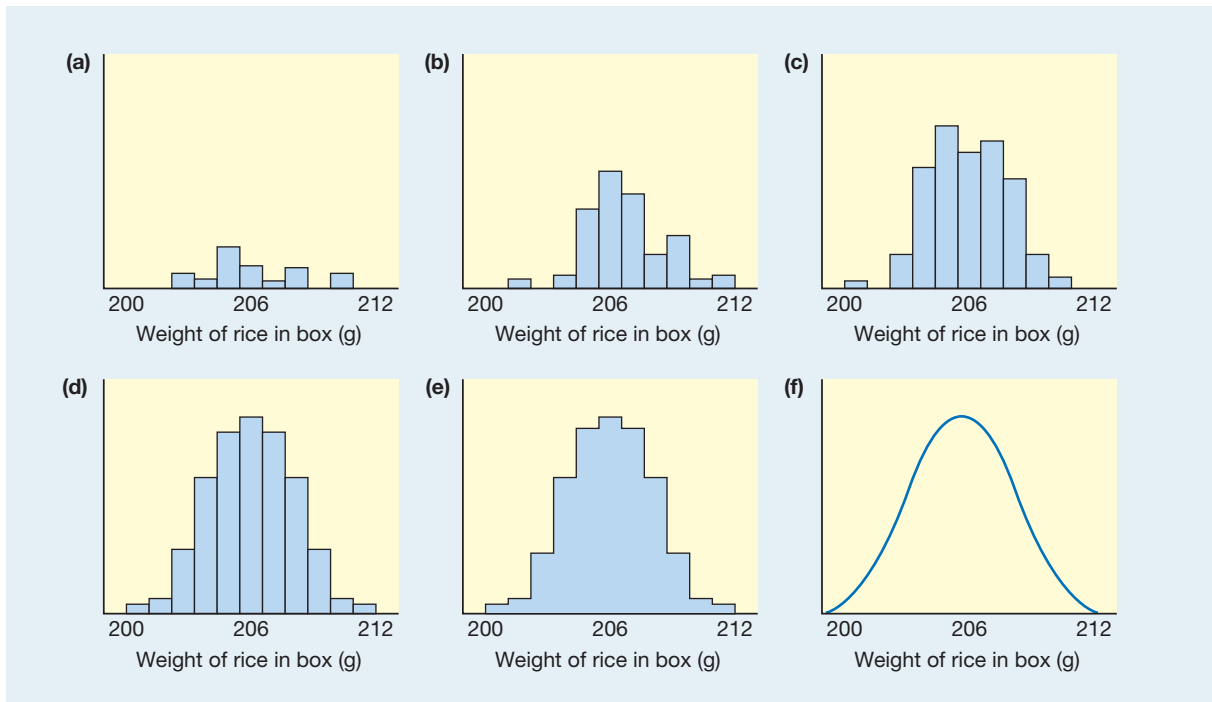 (a)
(b)
(c)
200 206 212
200 206 212
200 206 212
Weight of rice in box (g)
Weight of rice in box (g)
Weight of rice in box (g)
(d)
(e)
(f)
200 206 212
200 206 212
200 206 212
Weight of rice in box (g)
Weight of rice in box (g)
Weight of rice in box (g)